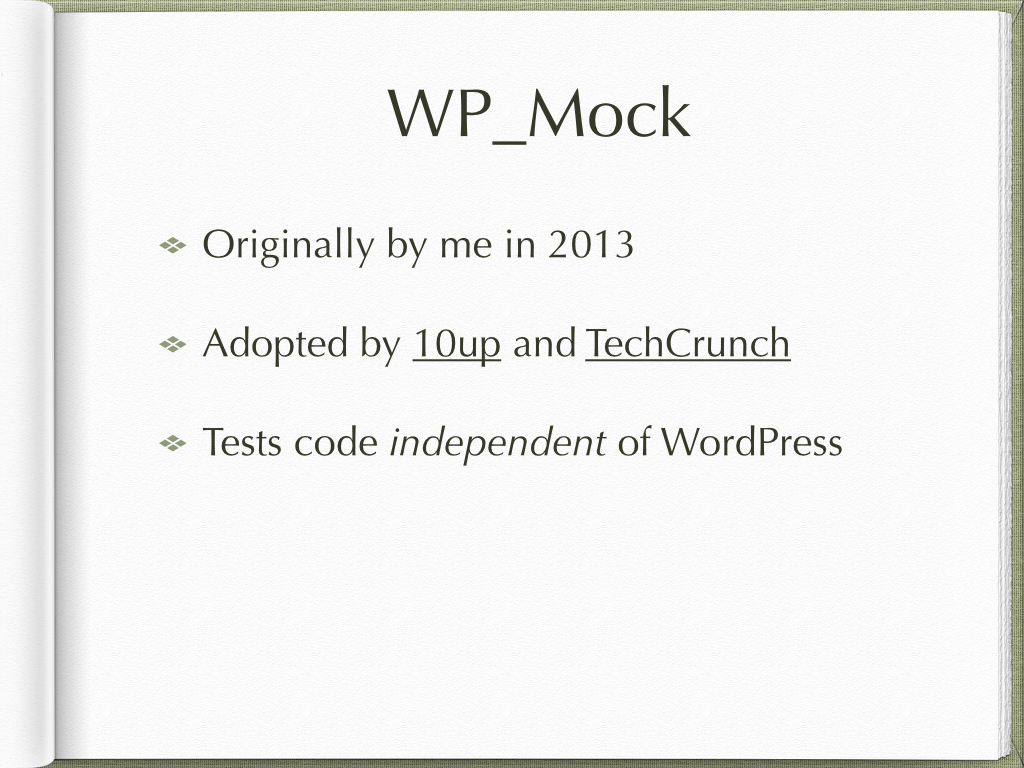 WP_Mock
Originally by me in 2013
Adopted by 10up and TechCrunch
Tests code independent of WordPress